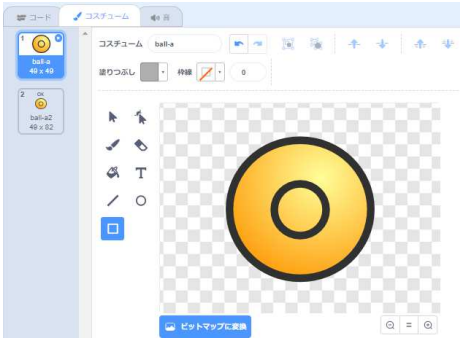 コード コスチューム 音
1
ball-a
49 x 49
2 OK
ball-a2
49 x 82
コスチューム ball-a
塗りつぶし 枠線 0
T
ビットマップに変換